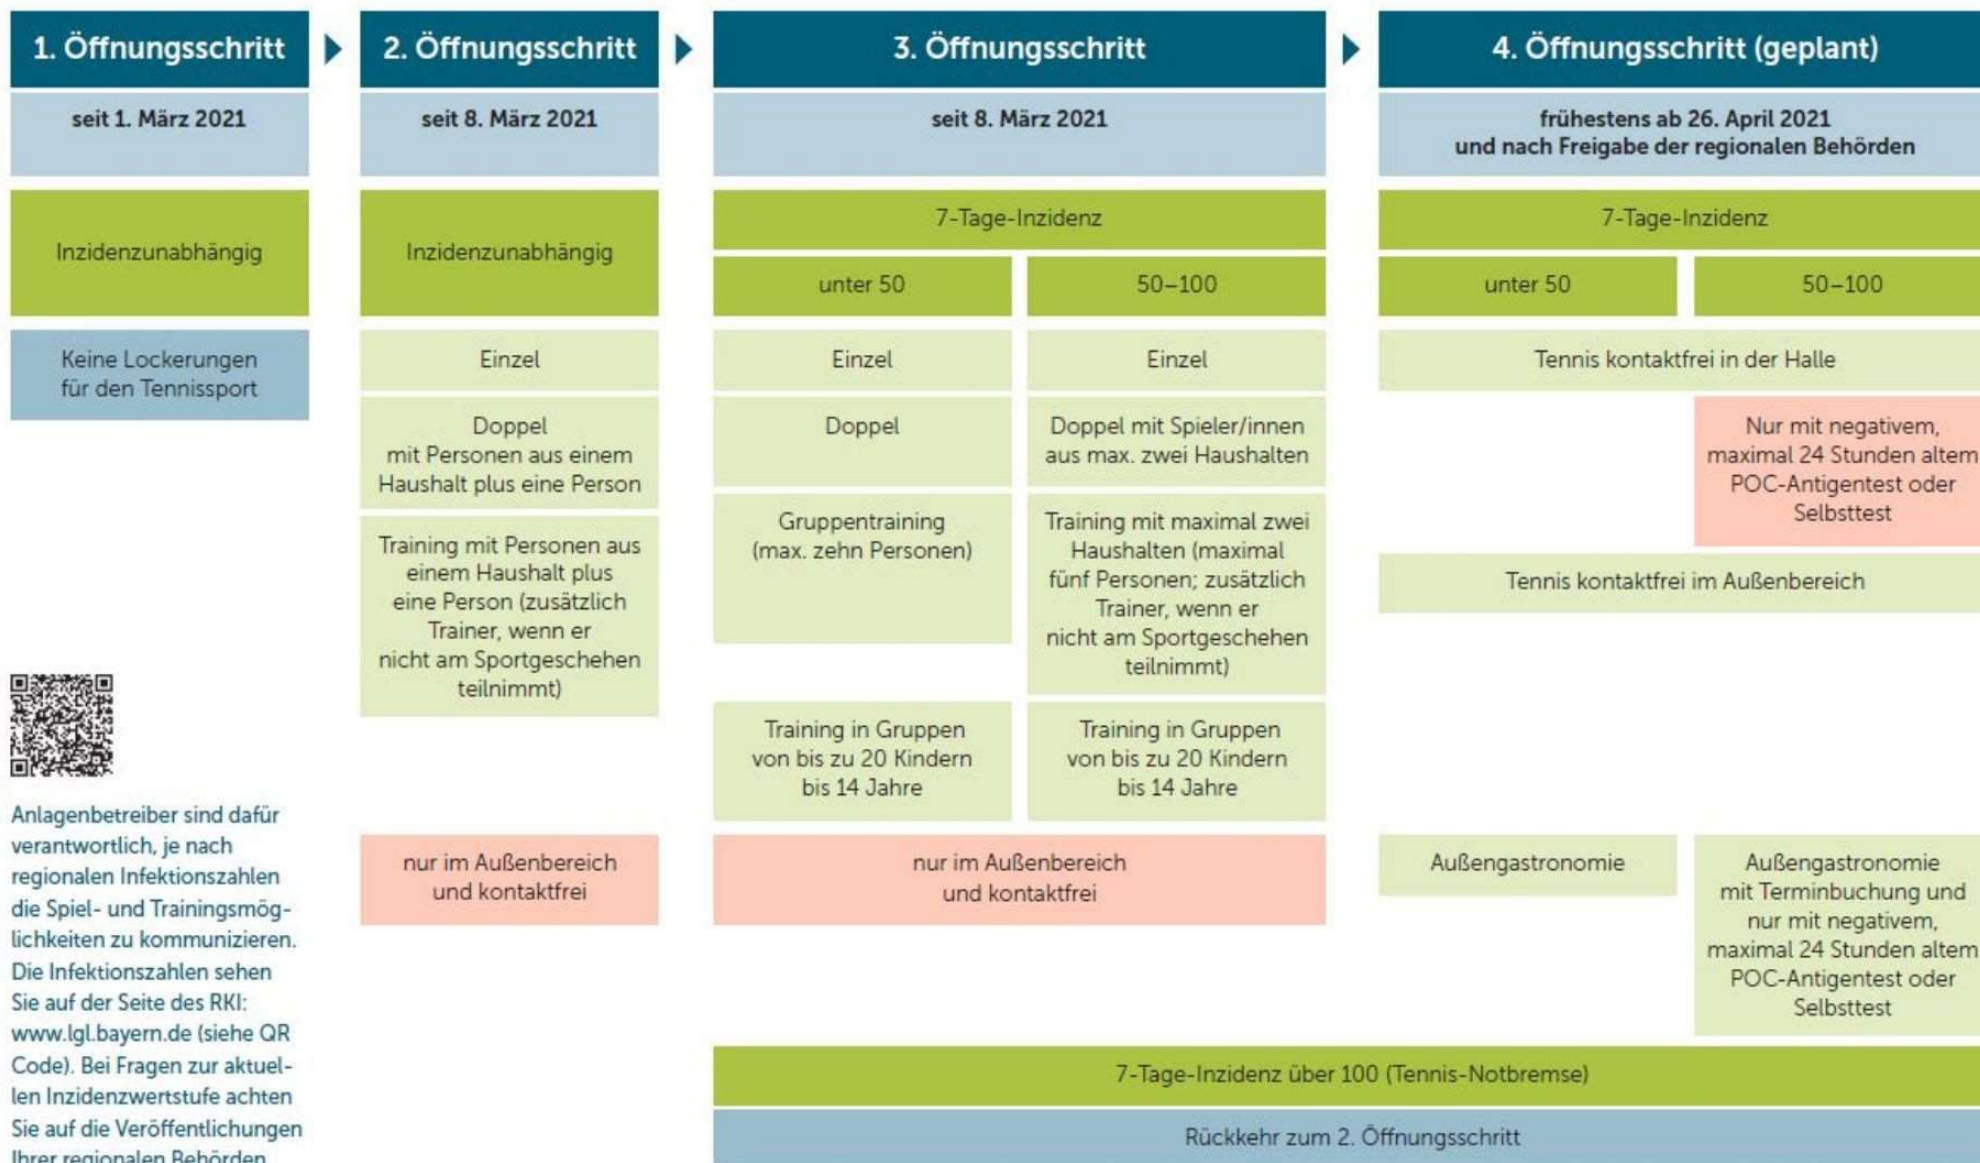 1. Öffnungsschritt
seit 1. März 2021
Inzidenzunabhängig
Keine Lockerungen
für den Tennissport
Anlagenbetreiber sind dafür
verantwortlich, je nach
regionalen Infektionszahlen
die Spiel- und Trainingsmög-
lichkeiten zu kommunizieren.
Die Infektionszahlen sehen
Sie auf der Seite des RKI:
www.lgl.bayern.de (siehe QR
Code). Bei Fragen zur aktuel-
len Inzidenzwertstufe achten
Sie auf die Veröffentlichungen
Ihrer regionalen Behörden
2. Öffnungsschritt
seit 8. März 2021
Inzidenzunabhängig
Einzel
Doppel
mit Personen aus einem
Haushalt plus eine Person
Training mit Personen aus
einem Haushalt plus
eine Person (zusätzlich
Trainer, wenn er
nicht am Sportgeschehen
teilnimmt)
nur im Außenbereich
und kontaktfrei
3. Öffnungsschritt
seit 8. März 2021
7-Tage-Inzidenz
unter 50
Einzel
Doppel
Gruppentraining
(max. zehn Personen)
Training in Gruppen
von bis zu 20 Kindern
bis 14 Jahre
50–100
Einzel
Doppel mit Spieler/innen
aus max. zwei Haushalten
Training mit maximal zwei
Haushalten (maximal
fünf Personen; zusätzlich
Trainer, wenn er
nicht am Sportgeschehen
teilnimmt)
Training in Gruppen
von bis zu 20 Kindern
bis 14 Jahre
nur im Außenbereich
und kontaktfrei
4. Öffnungsschritt (geplant)
frühestens ab 26. April 2021
und nach Freigabe der regionalen Behörden
7-Tage-Inzidenz
unter 50
50–100
Tennis kontaktfrei in der Halle
Nur mit negativem,
maximal 24 Stunden altem
POC-Antigentest oder
Selbsttest
Tennis kontaktfrei im Außenbereich
Außengastronomie
Außengastronomie
mit Terminbuchung und
nur mit negativem,
maximal 24 Stunden altem
POC-Antigentest oder
Selbsttest
7-Tage-Inzidenz über 100 (Tennis-Notbremse)
Rückkehr zum 2. Öffnungsschritt